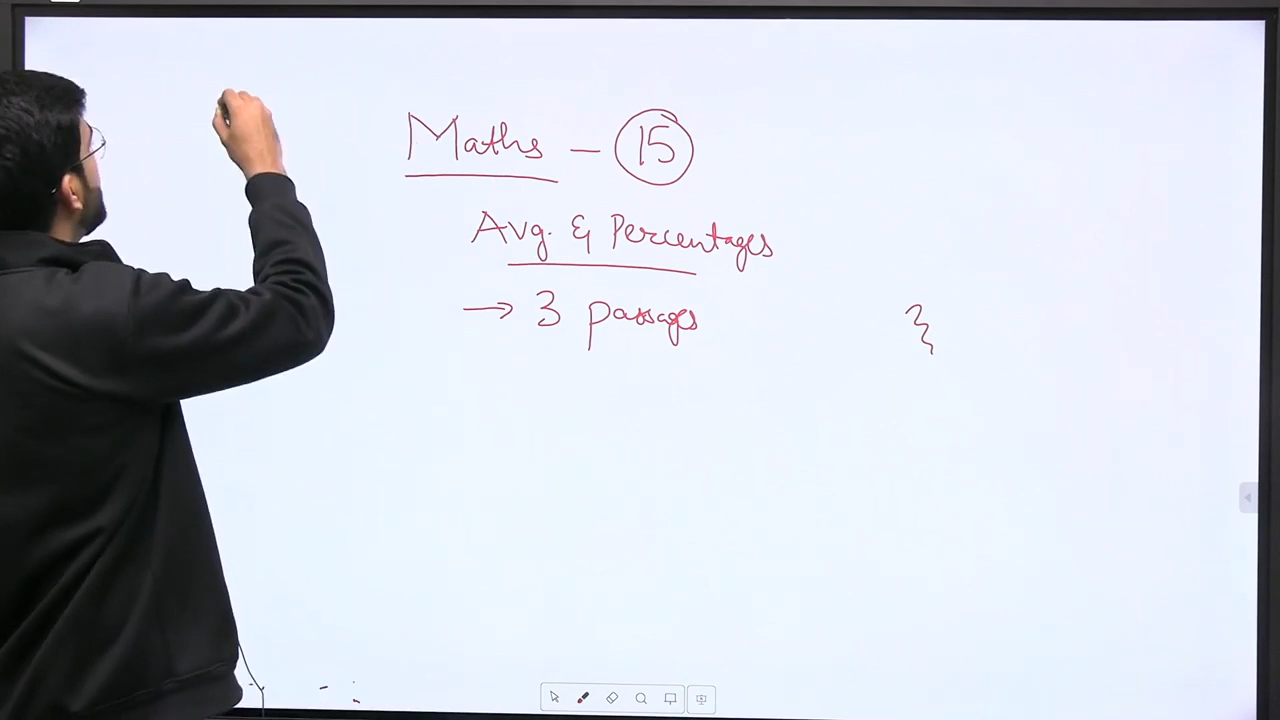 Maths – 15
Avg. & Percentages
→ 3 passages